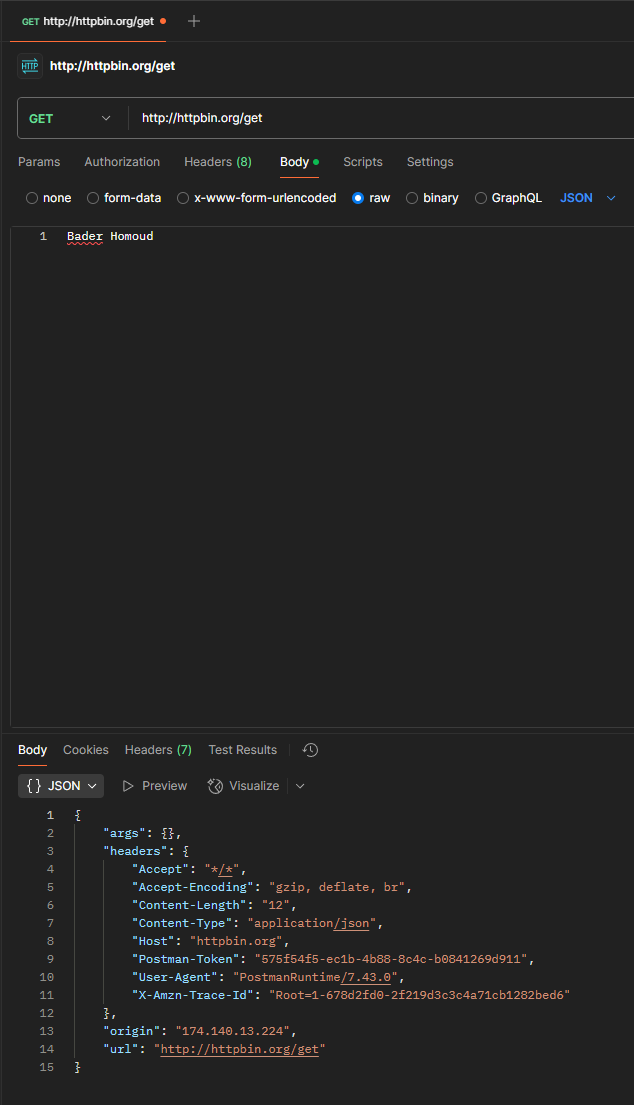 GET http://httpbin.org/get
HTTP http://httpbin.org/get
GET http://httpbin.org/get
Params Authorization Headers (8) Body Scripts Settings
none form-data x-www-form-urlencoded raw binary GraphQL JSON
1 Bader Homoud
Body Cookies Headers (7) Test Results
{} JSON Preview Visualize
1 {
2 "args": {},
3 "headers": {
4 "Accept": "*/*",
5 "Accept-Encoding": "gzip, deflate, br",
6 "Content-Length": "12",
7 "Content-Type": "application/json",
8 "Host": "httpbin.org",
9 "Postman-Token": "575f54f5-ec1b-4b88-8c4c-b0841269d911",
10 "User-Agent": "PostmanRuntime/7.43.0",
11 "X-Amzn-Trace-Id": "Root=1-678d2fd0-2f219d3c3c4a71cb1282bed6"
12 },
13 "origin": "174.140.13.224",
14 "url": "http://httpbin.org/get"
15 }